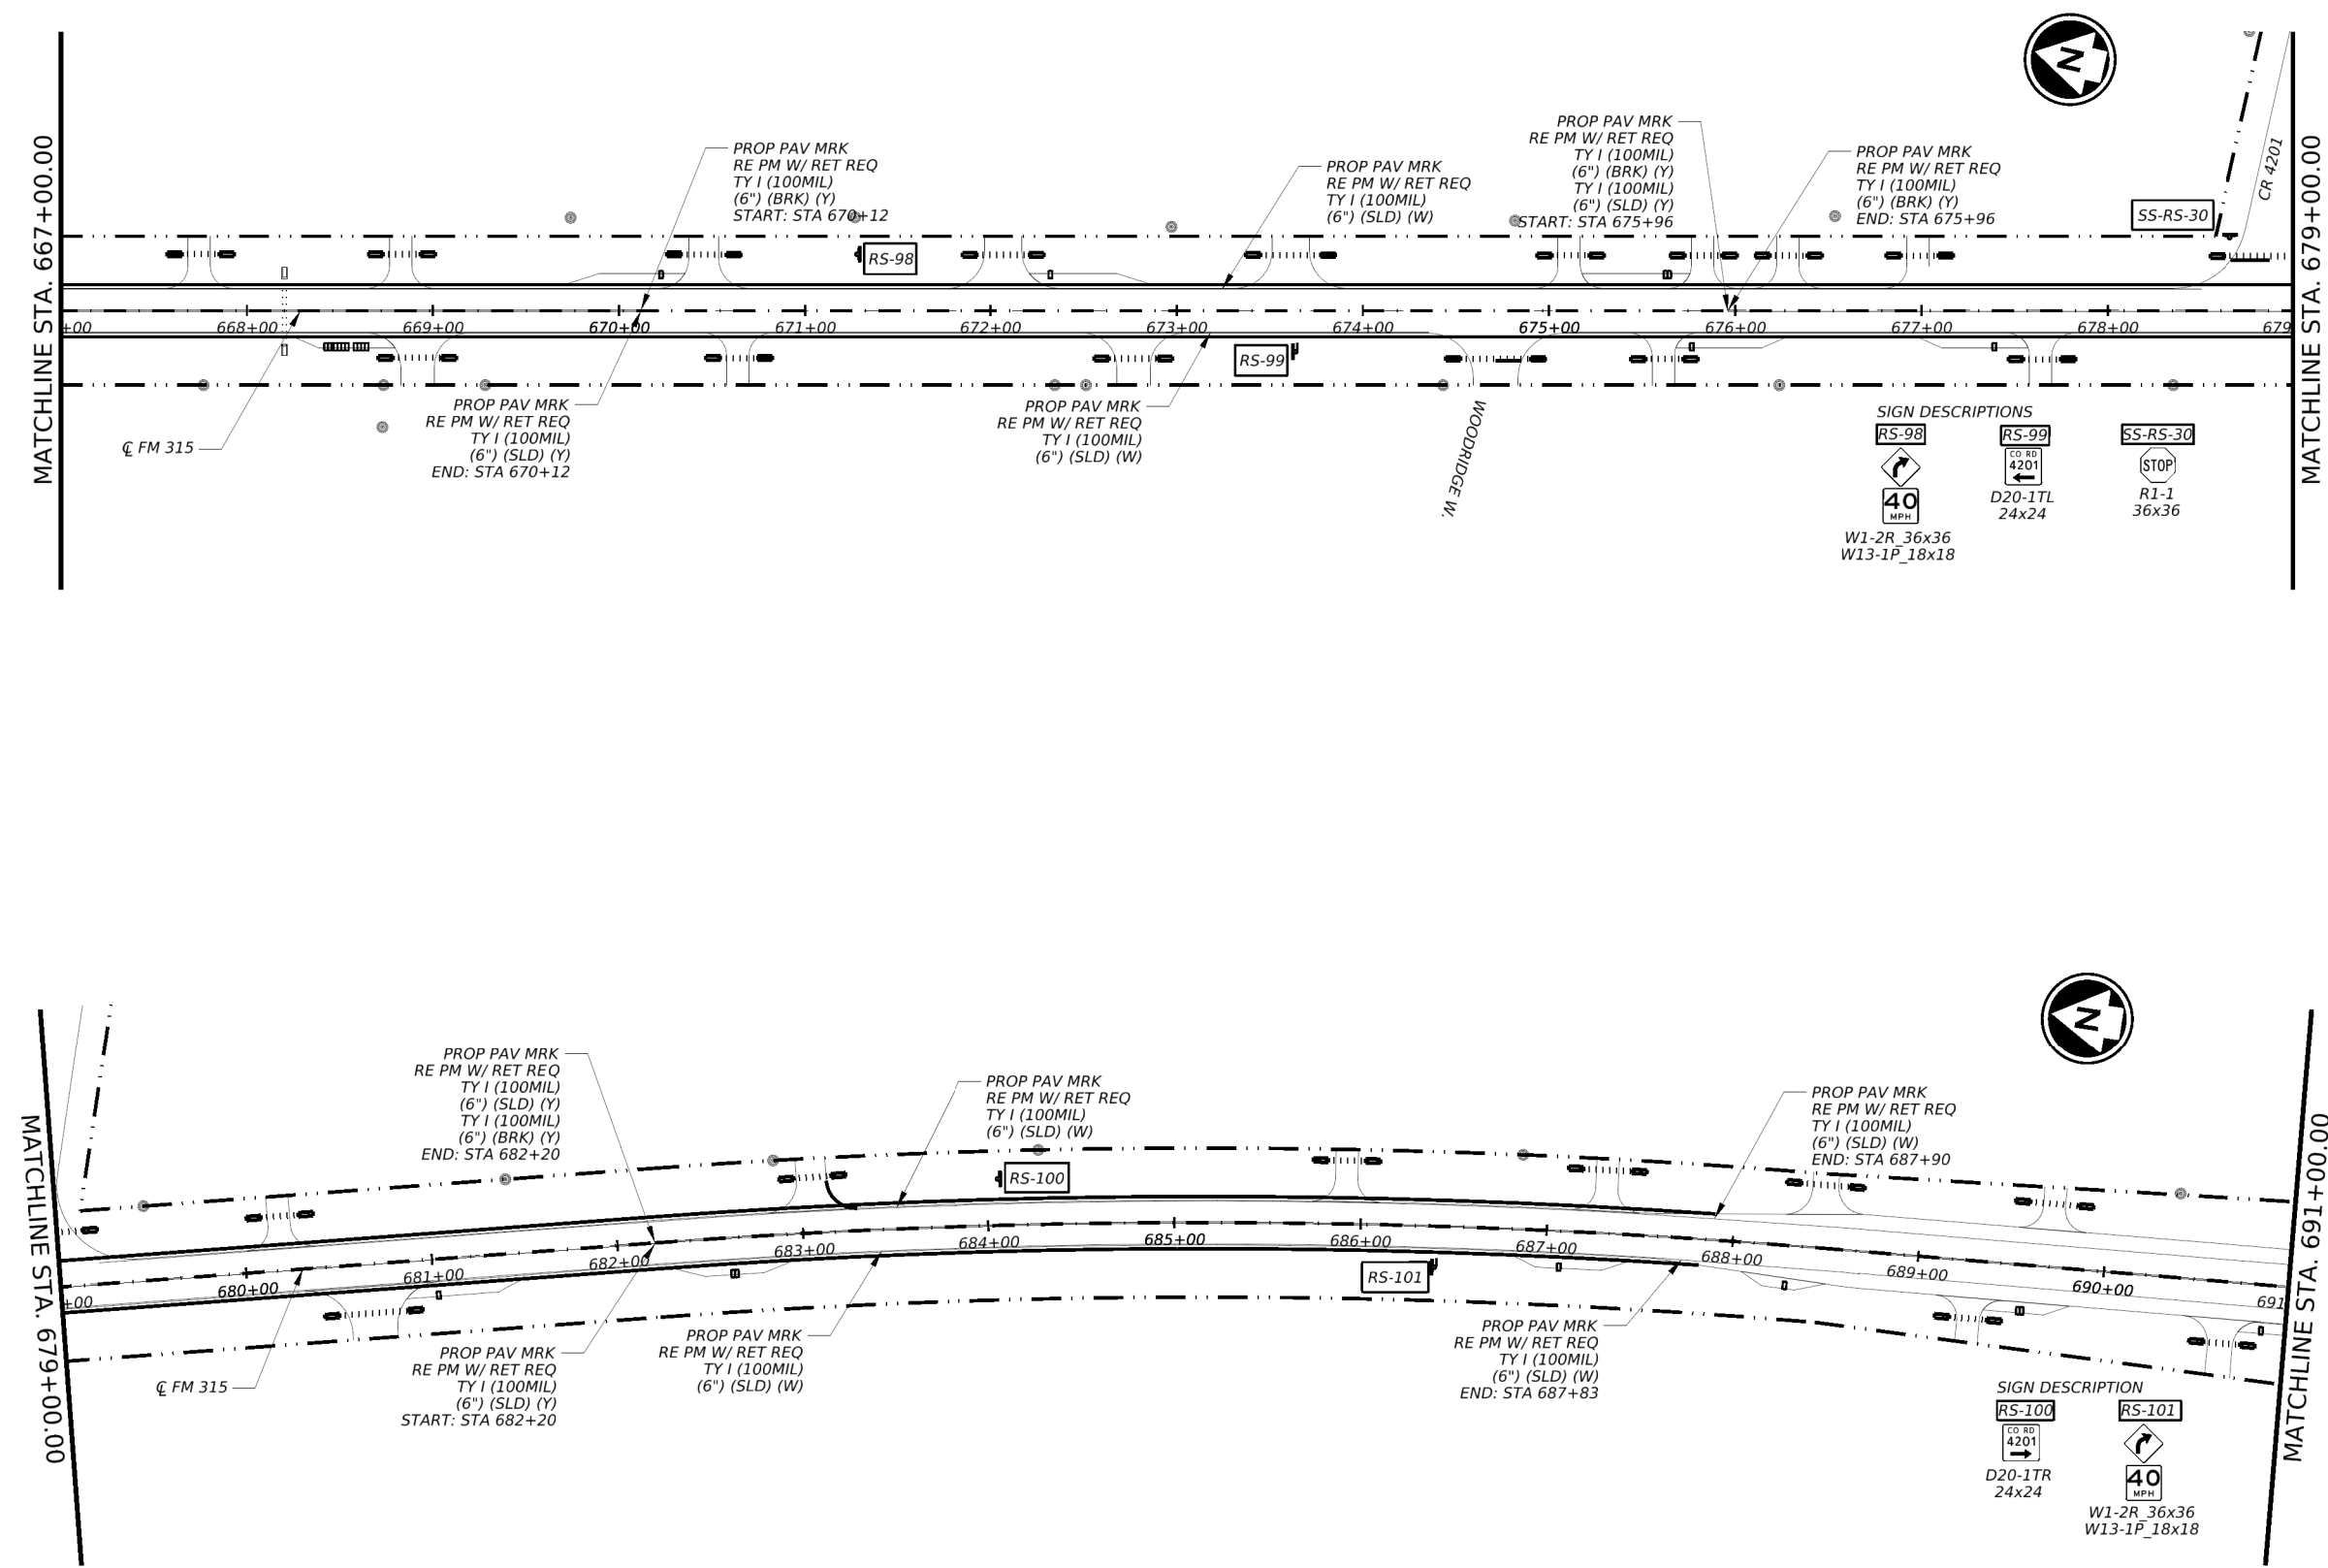 N
MATCHLINE STA. 667+00.00
MATCHLINE STA. 679+00.00
PROP PAV MRK
RE PM W/ RET REQ
TY I (100MIL)
(6") (BRK) (Y)
START: STA 670+12
PROP PAV MRK
RE PM W/ RET REQ
TY I (100MIL)
(6") (SLD) (W)
PROP PAV MRK
RE PM W/ RET REQ
TY I (100MIL)
(6") (BRK) (Y)
TY I (100MIL)
(6") (SLD) (Y)
START: STA 675+96
PROP PAV MRK
RE PM W/ RET REQ
TY I (100MIL)
(6") (BRK) (Y)
END: STA 675+96
CR 4201
SS-RS-30
RS-98
+00
668+00
669+00
670+00
671+00
672+00
673+00
674+00
675+00
676+00
677+00
678+00
679
RS-99
℄ FM 315
PROP PAV MRK
RE PM W/ RET REQ
TY I (100MIL)
(6") (SLD) (Y)
END: STA 670+12
PROP PAV MRK
RE PM W/ RET REQ
TY I (100MIL)
(6") (SLD) (W)
WOODRIDGE W.
SIGN DESCRIPTIONS
RS-98
40
MPH
W1-2R_36x36
W13-1P_18x18
RS-99
CO RD
4201
D20-1TL
24x24
SS-RS-30
STOP
R1-1
36x36
N
MATCHLINE STA. 679+00.00
MATCHLINE STA. 691+00.00
PROP PAV MRK
RE PM W/ RET REQ
TY I (100MIL)
(6") (SLD) (Y)
TY I (100MIL)
(6") (BRK) (Y)
END: STA 682+20
PROP PAV MRK
RE PM W/ RET REQ
TY I (100MIL)
(6") (SLD) (W)
PROP PAV MRK
RE PM W/ RET REQ
TY I (100MIL)
(6") (SLD) (W)
END: STA 687+90
RS-100
+00
680+00
681+00
682+00
683+00
684+00
685+00
686+00
687+00
688+00
689+00
690+00
691
RS-101
℄ FM 315
PROP PAV MRK
RE PM W/ RET REQ
TY I (100MIL)
(6") (SLD) (Y)
START: STA 682+20
PROP PAV MRK
RE PM W/ RET REQ
TY I (100MIL)
(6") (SLD) (W)
PROP PAV MRK
RE PM W/ RET REQ
TY I (100MIL)
(6") (SLD) (W)
END: STA 687+83
SIGN DESCRIPTION
RS-100
CO RD
4201
D20-1TR
24x24
RS-101
40
MPH
W1-2R_36x36
W13-1P_18x18